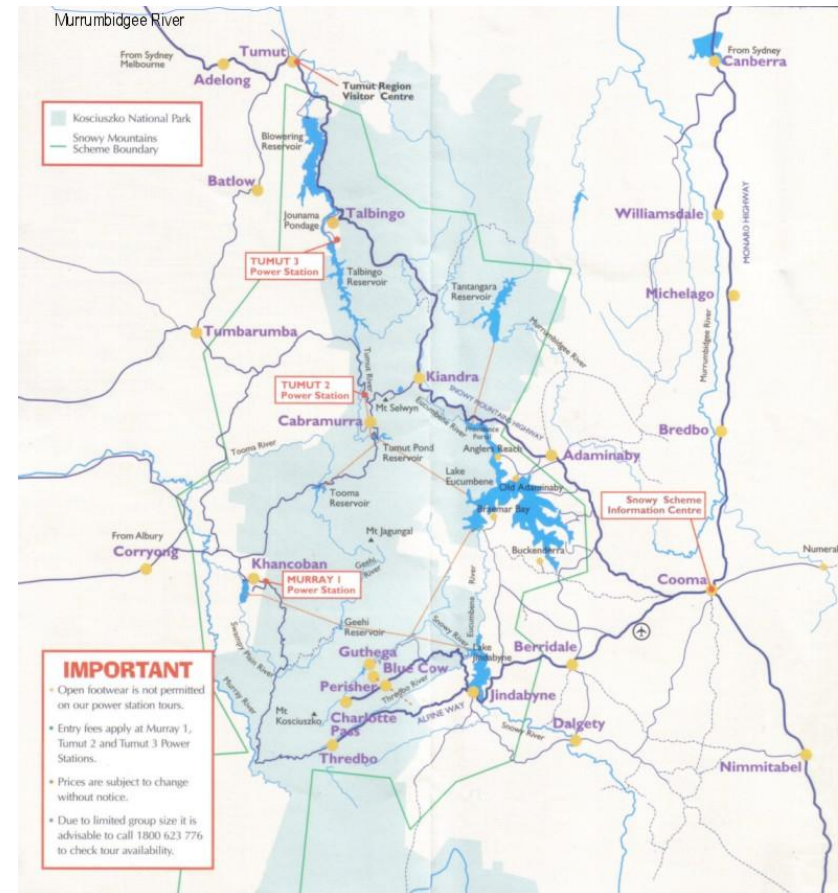 Murrumbidgee River
From Sydney
Melbourne
Tumut
Adelong
Tumut Region
Visitor Centre
From Sydney
Canberra
Kosciuszko National Park
Snowy Mountains
Scheme Boundary
Blowering
Reservoir
Batlow
Jounama
Pondage
Talbingo
Williamsdale
MONARO HIGHWAY
TUMUT 3
Power Station
Talbingo
Reservoir
Tantangara
Reservoir
Michelago
Murrumbidgee River
Murrumbidgee River
Tumbarumba
Tumut River
Kiandra
TUMUT 2
Power Station
Mt Selwyn
SNOWY MOUNTAINS HIGHWAY
Eucumbene River
Cabramurra
Providence
Portal
Anglers Reach
Bredbo
Tooma River
Tumut Pond
Reservoir
Adaminaby
Lake
Eucumbene
Old Adaminaby
Tooma
Reservoir
Braemar Bay
Snowy Scheme
Information Centre
From Albury
Mt Jagungal
Buckenderra
Numeral
Corryong
Khancoban
Geehi
River
MURRAY 1
Power Station
Cooma
Eucumbene River
Geehi
Reservoir
Snowy River
Swampy Plain River
Lake
Jindabyne
Guthega
Blue Cow
Berridale
Perisher
Thredbo River
Jindabyne
Murray River
Mt
Kosciuszko
Charlotte
Pass
ALPINE WAY
Snowy River
Dalgety
Thredbo
Nimmitabel
IMPORTANT
• Open footwear is not permitted
on our power station tours.
• Entry fees apply at Murray 1,
Tumut 2 and Tumut 3 Power
Stations.
• Prices are subject to change
without notice.
• Due to limited group size it is
advisable to call 1800 623 776
to check tour availability.